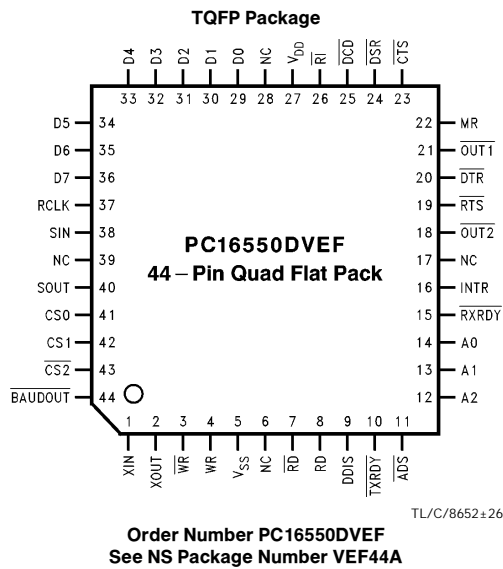 TQFP Package
D4 D3 D2 D1 D0 NC VDD RI DCD DSR CTS
33 32 31 30 29 28 27 26 25 24 23
D5 34 22 MR
D6 35 21 OUT1
D7 36 20 DTR
RCLK 37 19 RTS
SIN 38 18 OUT2
PC16550DVEF
NC 39 17 NC
44–Pin Quad Flat Pack
SOUT 40 16 INTR
CS0 41 15 RXRDY
CS1 42 14 A0
CS2 43 13 A1
BAUDOUT 44 12 A2
1 2 3 4 5 6 7 8 9 10 11
XIN XOUT WR WR VSS NC RD RD DDIS TXRDY ADS
TL/C/8652±26
Order Number PC16550DVEF
See NS Package Number VEF44A